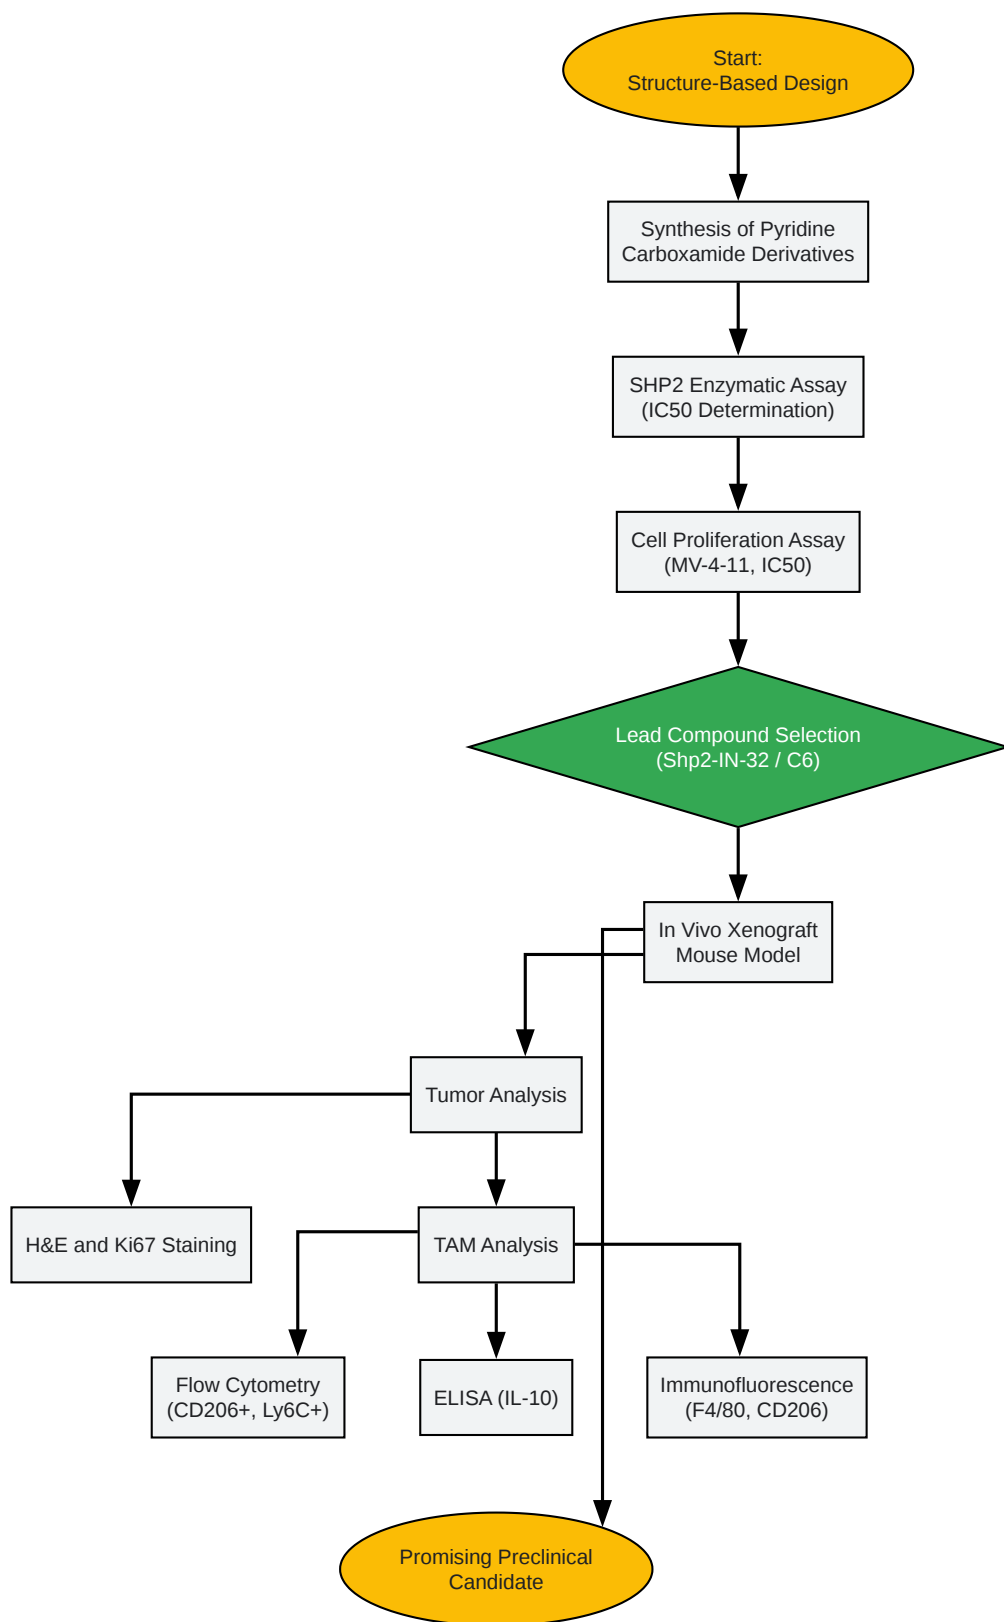 Start:
Structure-Based Design
Synthesis of Pyridine
Carboxamide Derivatives
SHP2 Enzymatic Assay
(IC50 Determination)
Cell Proliferation Assay
(MV-4-11, IC50)
Lead Compound Selection
(Shp2-IN-32 / C6)
In Vivo Xenograft
Mouse Model
Tumor Analysis
H&E and Ki67 Staining
TAM Analysis
Flow Cytometry
(CD206+, Ly6C+)
ELISA (IL-10)
Immunofluorescence
(F4/80, CD206)
Promising Preclinical
Candidate